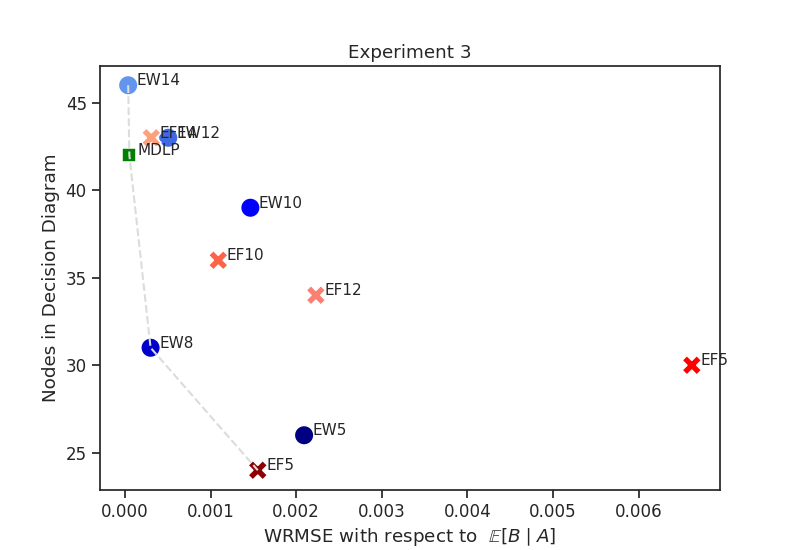 Experiment 3
EW14
45
EF14
EW12
MDLP
40
EW10
EF10
35
EF12
EW8
30
EF5
EW5
25
EF5
Nodes in Decision Diagram
0.000 0.001 0.002 0.003 0.004 0.005 0.006
WRMSE with respect to 𝔼[B | A]